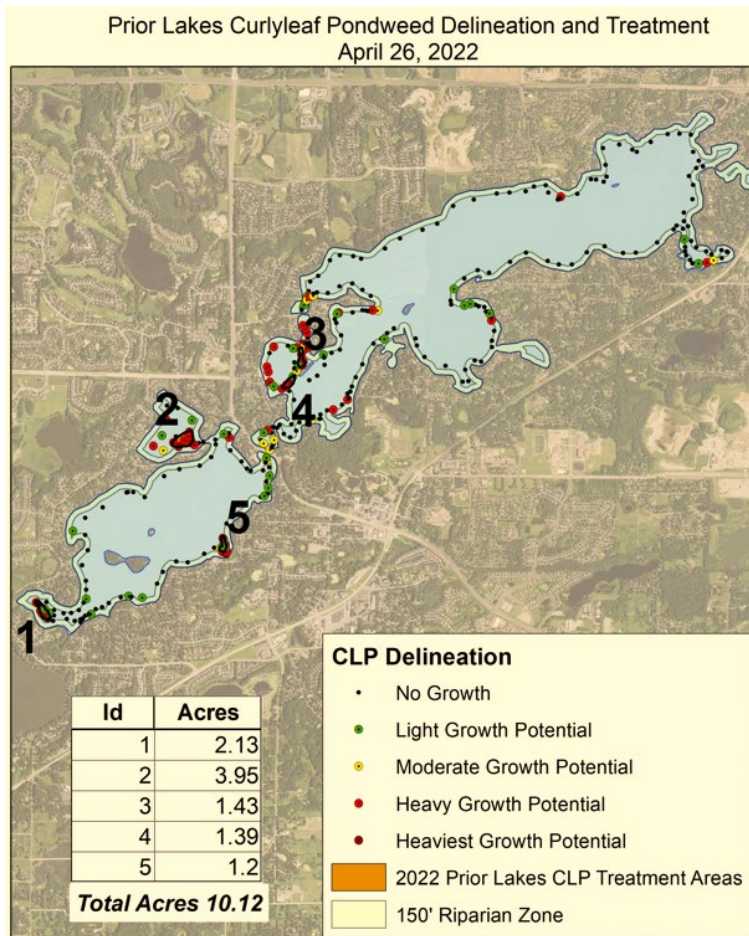 Prior Lakes Curlyleaf Pondweed Delineation and Treatment
April 26, 2022
3
2
4
5
1
Id Acres
1 2.13
2 3.95
3 1.43
4 1.39
5 1.2
Total Acres 10.12
CLP Delineation
No Growth
Light Growth Potential
Moderate Growth Potential
Heavy Growth Potential
Heaviest Growth Potential
2022 Prior Lakes CLP Treatment Areas
150' Riparian Zone